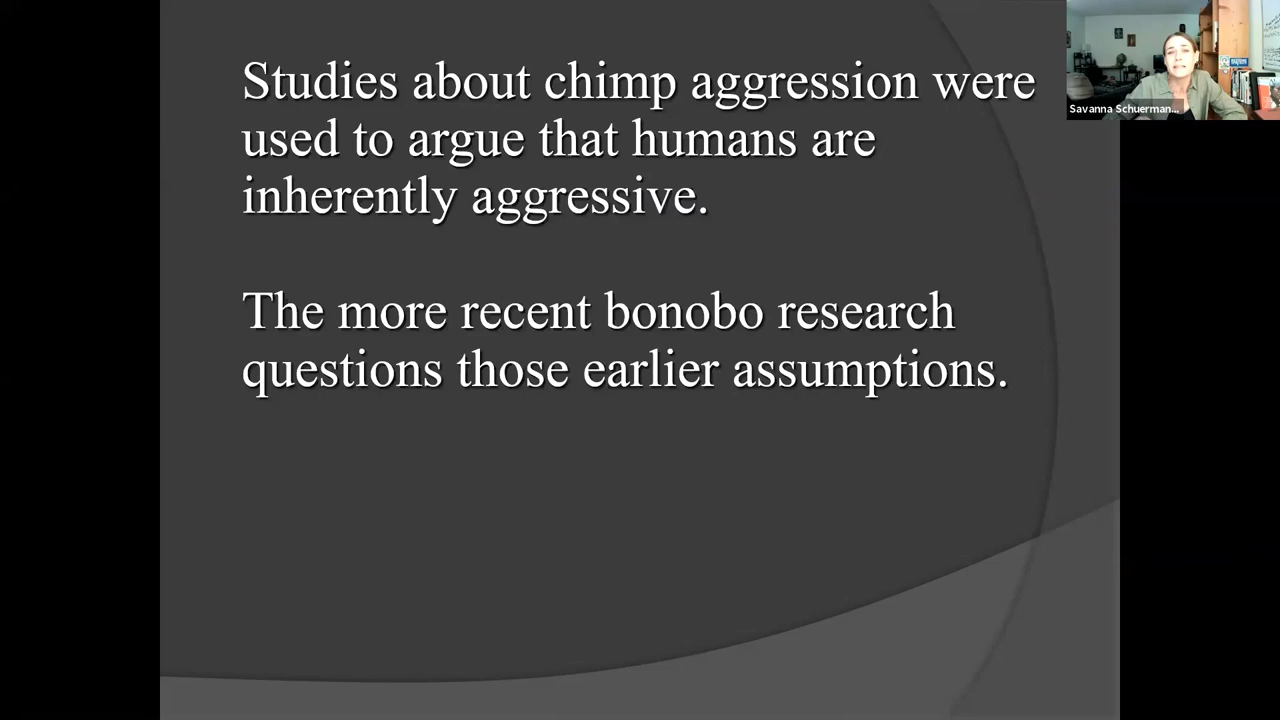 Studies about chimp aggression were
used to argue that humans are
inherently aggressive.
The more recent bonobo research
questions those earlier assumptions.
Savanna Schuerman...